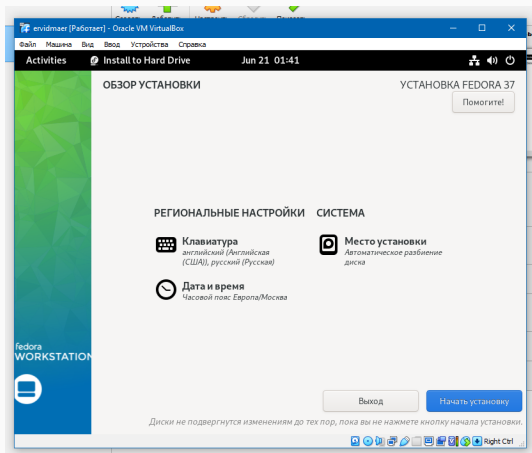 ervidmaer [Работает] - Oracle VM VirtualBox
Файл Машина Вид Ввод Устройства Справка
Activities Install to Hard Drive Jun 21 01:41
ОБЗОР УСТАНОВКИ
УСТАНОВКА FEDORA 37
Помогите!
РЕГИОНАЛЬНЫЕ НАСТРОЙКИ
СИСТЕМА
Клавиатура
английский (Английская
(США)), русский (Русская)
Место установки
Автоматическое разбиение
диска
Дата и время
Часовой пояс Европа/Москва
fedora
WORKSTATION
Выход
Начать установку
Диски не подвергнутся изменениям до тех пор, пока вы не нажмете кнопку начала установки.
Right Ctrl